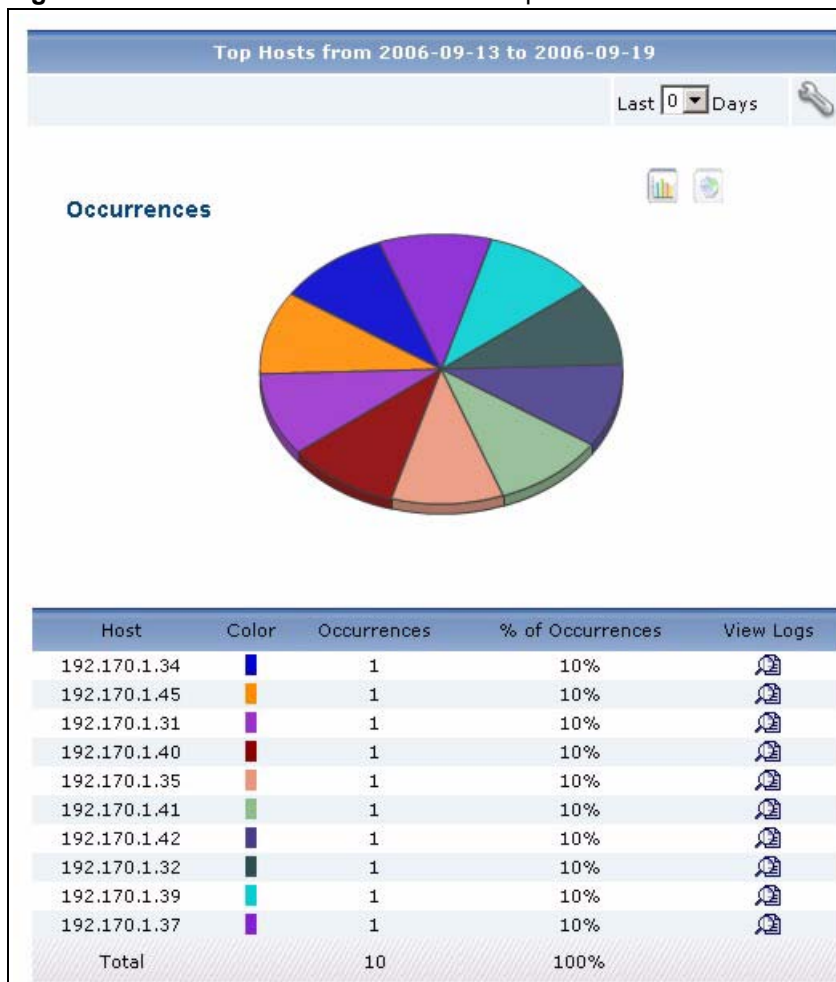 Top Hosts from 2006-09-13 to 2006-09-19
Last 0 Days
Occurrences
Host Color Occurrences % of Occurrences View Logs
192.170.1.34 1 10%
192.170.1.45 1 10%
192.170.1.31 1 10%
192.170.1.40 1 10%
192.170.1.35 1 10%
192.170.1.41 1 10%
192.170.1.42 1 10%
192.170.1.32 1 10%
192.170.1.39 1 10%
192.170.1.37 1 10%
Total 10 100%